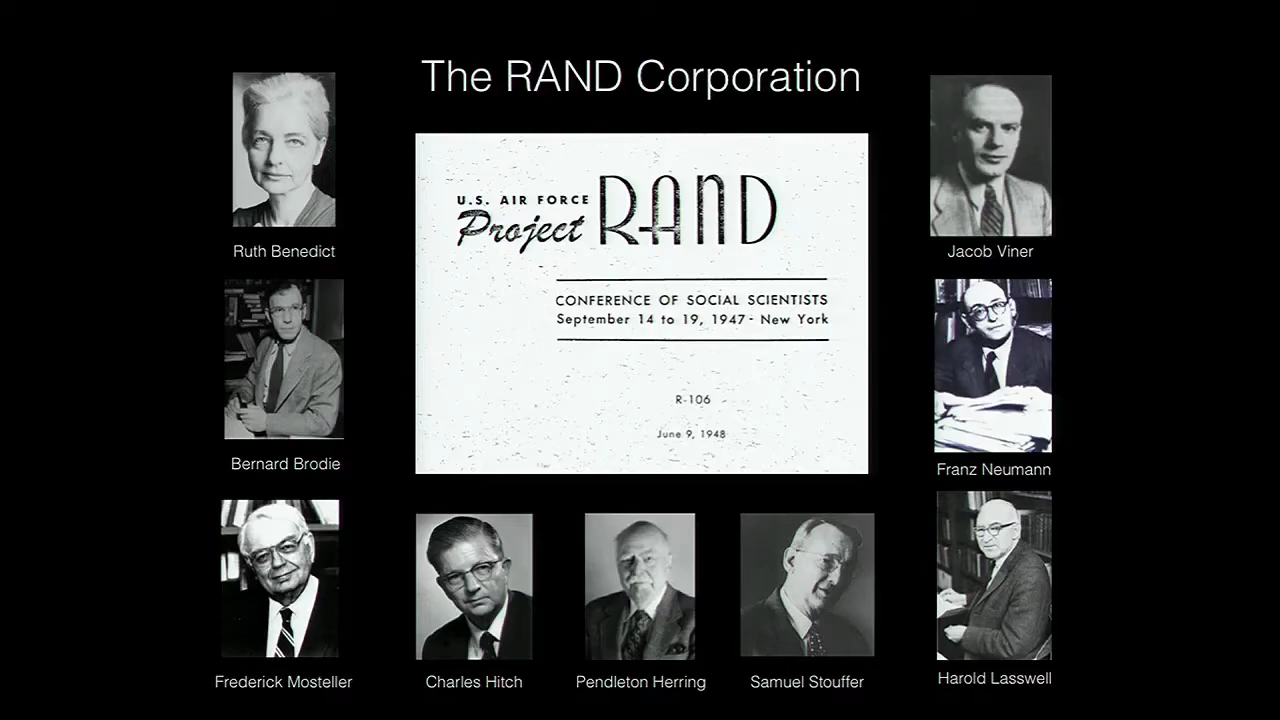 The RAND Corporation
U.S. AIR FORCE
Project RAND
CONFERENCE OF SOCIAL SCIENTISTS
September 14 to 19, 1947 - New York
R-106
June 9, 1948
Ruth Benedict
Jacob Viner
Bernard Brodie
Franz Neumann
Frederick Mosteller
Charles Hitch
Pendleton Herring
Samuel Stouffer
Harold Lasswell